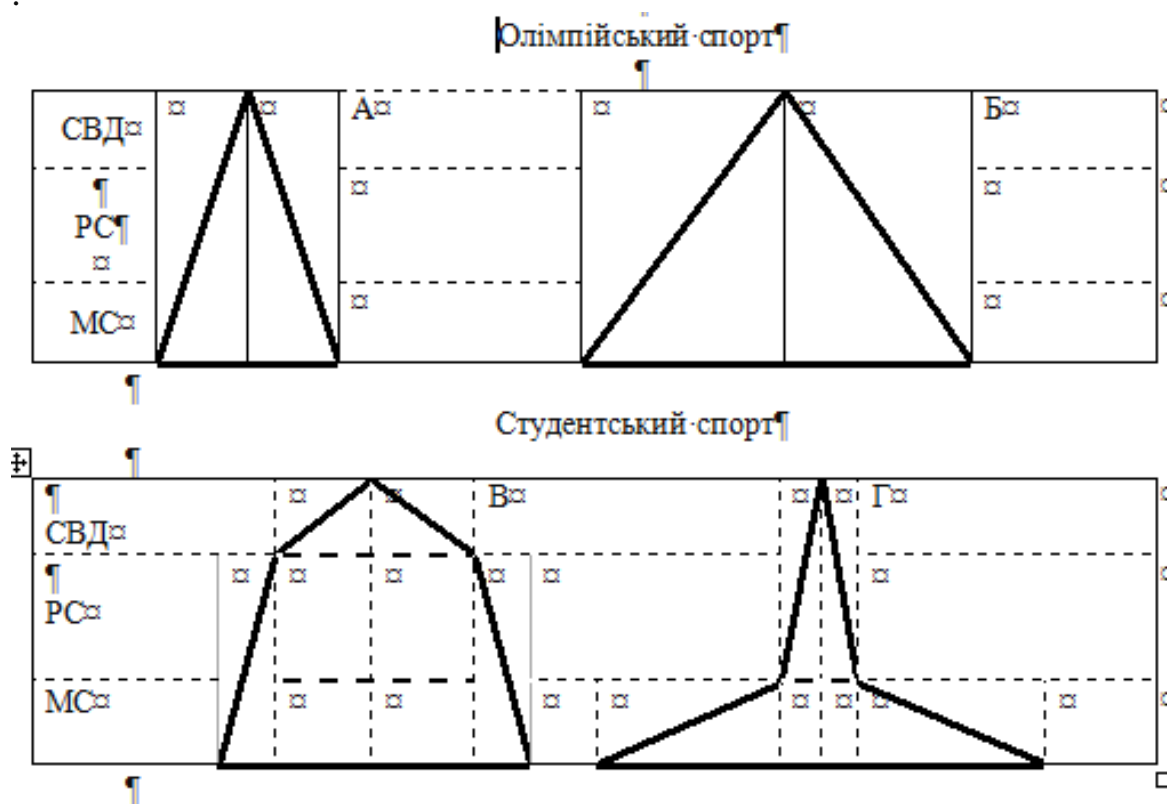 Олімпійський спорт
А
Б
СВД
РС
МС
Студентський спорт
В
Г
СВД
РС
МС